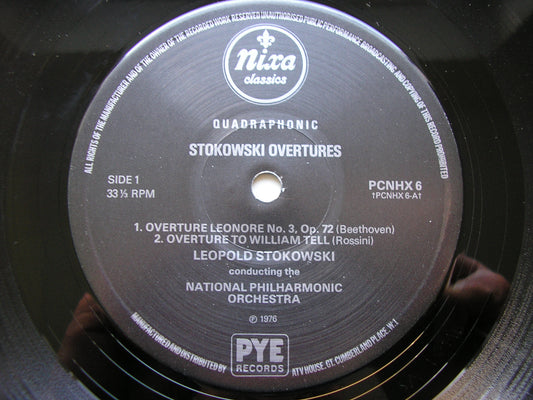 ALL RIGHTS OF THE MANUFACTURER AND OF THE OWNER OF THE RECORDED WORK RESERVED UNAUTHORISED PUBLIC PERFORMANCE BROADCASTING AND COPYING OF THIS RECORD PROHIBITED
Nixa
classics
QUADRAPHONIC
STOKOWSKI OVERTURES
SIDE 1
33⅓ RPM
PCNHX 6
†PCNHX 6-A†
1. OVERTURE LEONORE No. 3, Op. 72 (Beethoven)
2. OVERTURE TO WILLIAM TELL (Rossini)
LEOPOLD STOKOWSKI
conducting the
NATIONAL PHILHARMONIC
ORCHESTRA
℗ 1976
PYE
RECORDS
MANUFACTURED AND DISTRIBUTED BY
ATV HOUSE, GT. CUMBERLAND PLACE, W.1